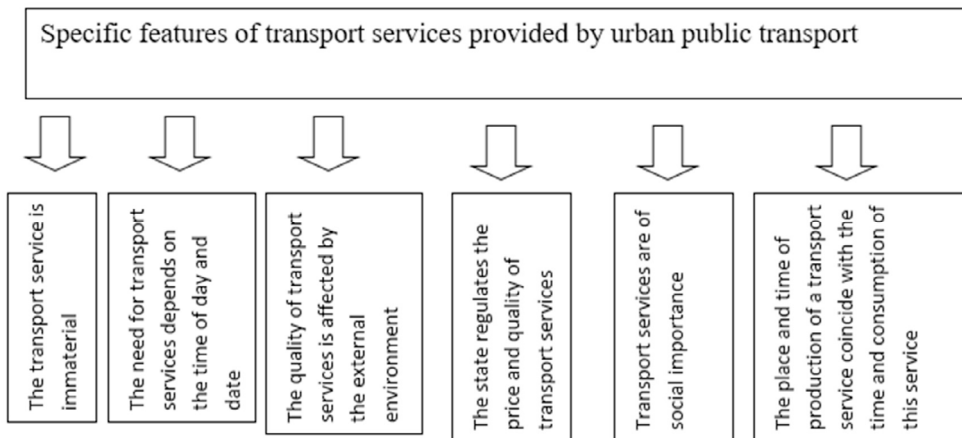 Specific features of transport services provided by urban public transport
The transport service is
immaterial
The need for transport
services depends on
the time of day and
date
The quality of transport
services is affected by
the external
environment
The state regulates the
price and quality of
transport services
Transport services are of
social importance
The place and time of
production of a transport
service coincide with the
time and consumption of
this service